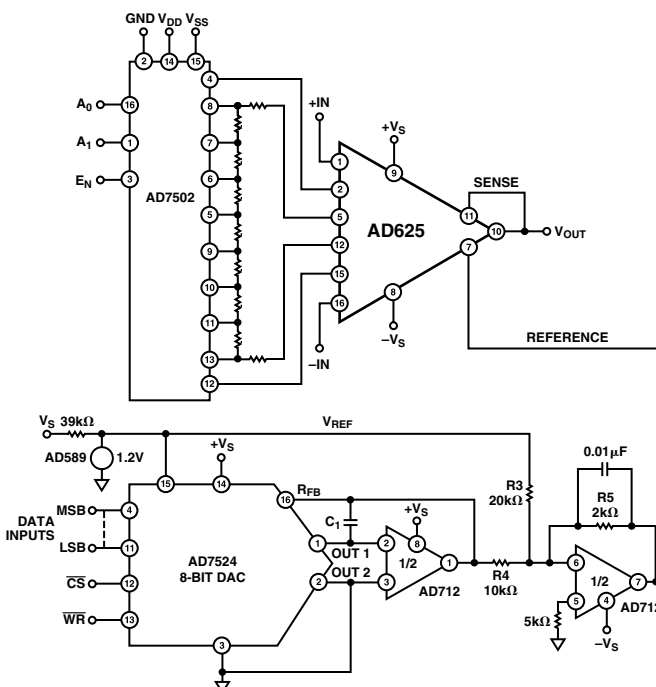 GND V_DD V_SS
2 14 15
4
A_0 16
8
+IN
+V_S
A_1 1
7
1 9
SENSE
E_N 3
6
2
AD7502
11
5
5
AD625
10 V_OUT
9
12
7
10
15
8
11
16
13
–IN
–V_S
REFERENCE
12
V_S 39kΩ
V_REF
AD589 1.2V
+V_S
0.01μF
15 14
R_FB
16
R3
20kΩ
R5
2kΩ
MSB 4
+V_S
DATA
INPUTS
C_1
1 2 8
LSB 11
OUT 1
1/2 1
6
AD7524
8-BIT DAC
OUT 2
R4
10kΩ
1/2 7
CS 12
2 3
AD712
5 4
AD712
5kΩ
WR 13
–V_S
3